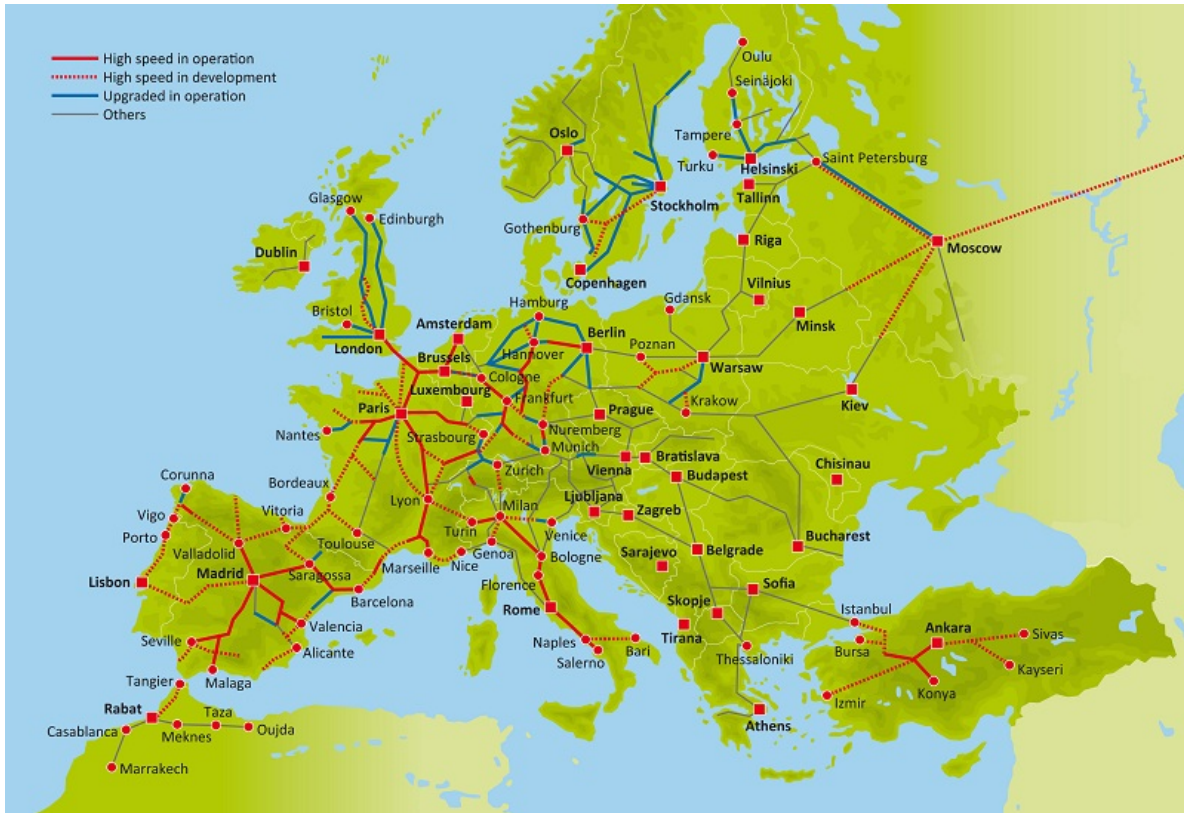 High speed in operation
High speed in development
Upgraded in operation
Others
Oulu
Seinäjoki
Tampere
Oslo
Turku
Helsinki
Saint Petersburg
Tallinn
Stockholm
Glasgow
Edinburgh
Gothenburg
Dublin
Riga
Moscow
Copenhagen
Vilnius
Hamburg
Gdansk
Minsk
Bristol
Amsterdam
Berlin
London
Hannover
Poznan
Brussels
Warsaw
Cologne
Luxembourg
Kiev
Frankfurt
Krakow
Paris
Prague
Nantes
Strasbourg
Nuremberg
Munich
Bratislava
Chisinau
Zurich
Vienna
Budapest
Corunna
Bordeaux
Lyon
Ljubljana
Milan
Vigo
Vitoria
Zagreb
Porto
Turin
Venice
Toulouse
Bucharest
Valladolid
Genoa
Sarajevo
Belgrade
Bologne
Marseille
Nice
Lisbon
Madrid
Saragossa
Florence
Sofia
Barcelona
Skopje
Istanbul
Rome
Valencia
Ankara
Sivas
Seville
Naples
Tirana
Bursa
Alicante
Bari
Salerno
Thessaloniki
Kayseri
Tangier
Malaga
Konya
Izmir
Rabat
Taza
Athens
Casablanca
Meknes
Oujda
Marrakech